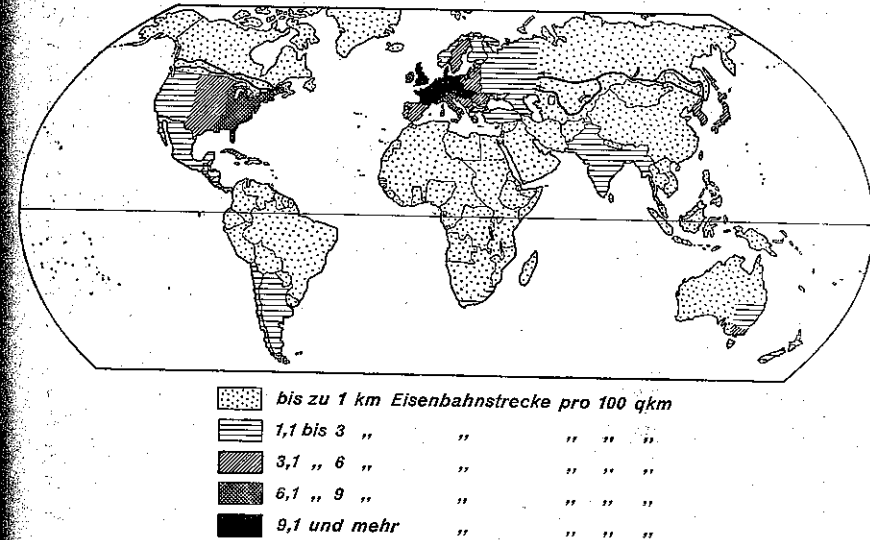 bis zu 1 km Eisenbahnstrecke pro 100 qkm
1,1 bis 3 „ „ „ „ „
3,1 „ 6 „ „ „ „ „
6,1 „ 9 „ „ „ „ „
9,1 und mehr „ „ „ „